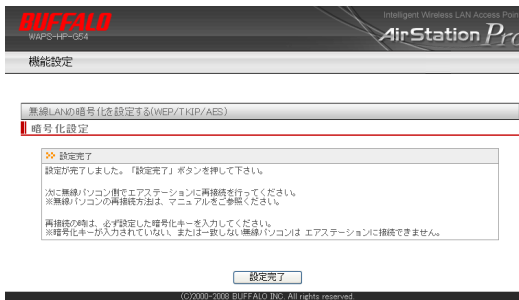 BUFFALO
WAPS-HP-G54
Intelligent Wireless LAN Access Poin
AirStation Pro
機能設定
無線LANの暗号化を設定する(WEP/TKIP/AES)
暗号化設定
設定完了
設定が完了しました。「設定完了」ボタンを押して下さい。
次に無線パソコン側でエアステーションに再接続を行ってください。
※無線パソコンの再接続方法は、マニュアルをご参照ください。
再接続の時は、必ず設定した暗号化キーを入力してください。
※暗号化キーが入力されていない、または一致しない無線パソコンは エアステーションに接続できません。
設定完了
(C)2000-2008 BUFFALO INC. All rights reserved.